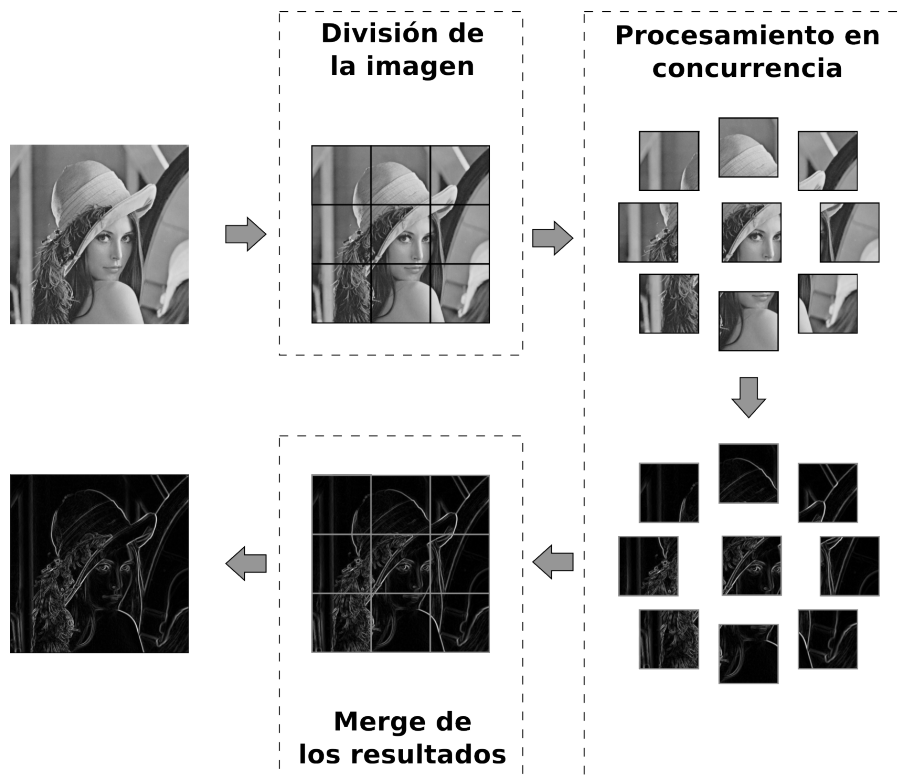 División de
la imagen
Procesamiento en
concurrencia
Merge de
los resultados